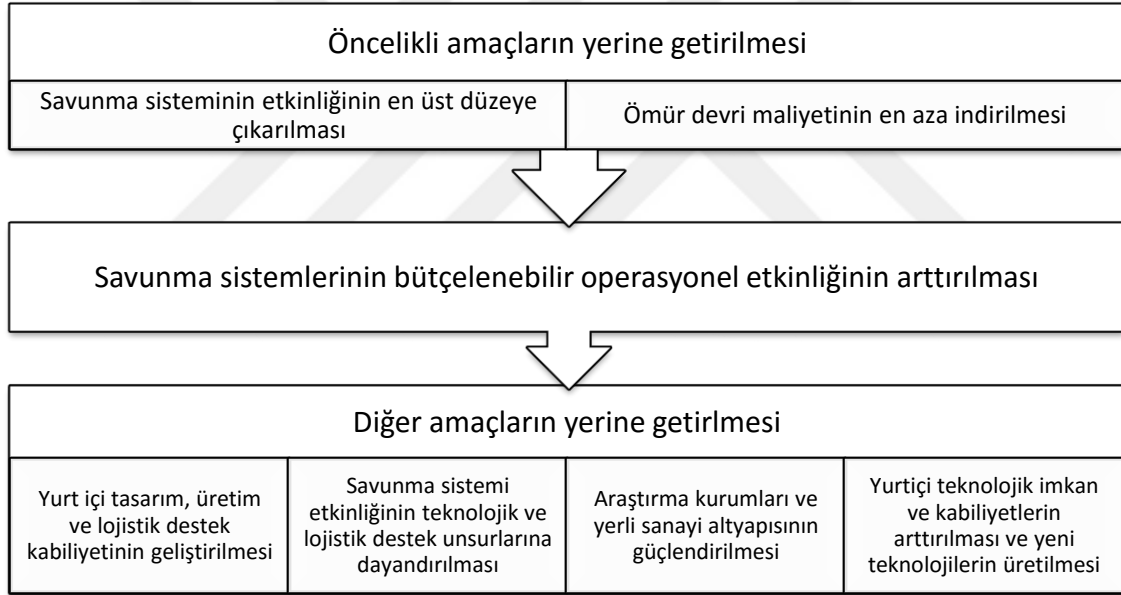 Öncelikli amaçların yerine getirilmesi
Savunma sisteminin etkinliğinin en üst düzeye
çıkarılması
Ömür devri maliyetinin en aza indirilmesi
Savunma sistemlerinin bütçelenebilir operasyonel etkinliğinin arttırılması
Diğer amaçların yerine getirlmesi
Yurt içi tasarım, üretim
ve lojistik destek
kabiliyetinin geliştirilmesi
Savunma sistemi
etkinliğinin teknolojik ve
lojistik destek unsurlarına
dayandırılması
Araştırma kurumları ve
yerli sanayi altyapısının
güçlendirilmesi
Yurtiçi teknolojik imkan
ve kabiliyetlerin
arttırılması ve yeni
teknolojilerin üretilmesi